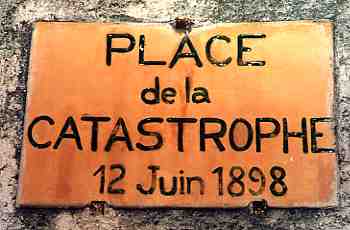 PLACE
de la
CATASTROPHE
12 Juin 1898